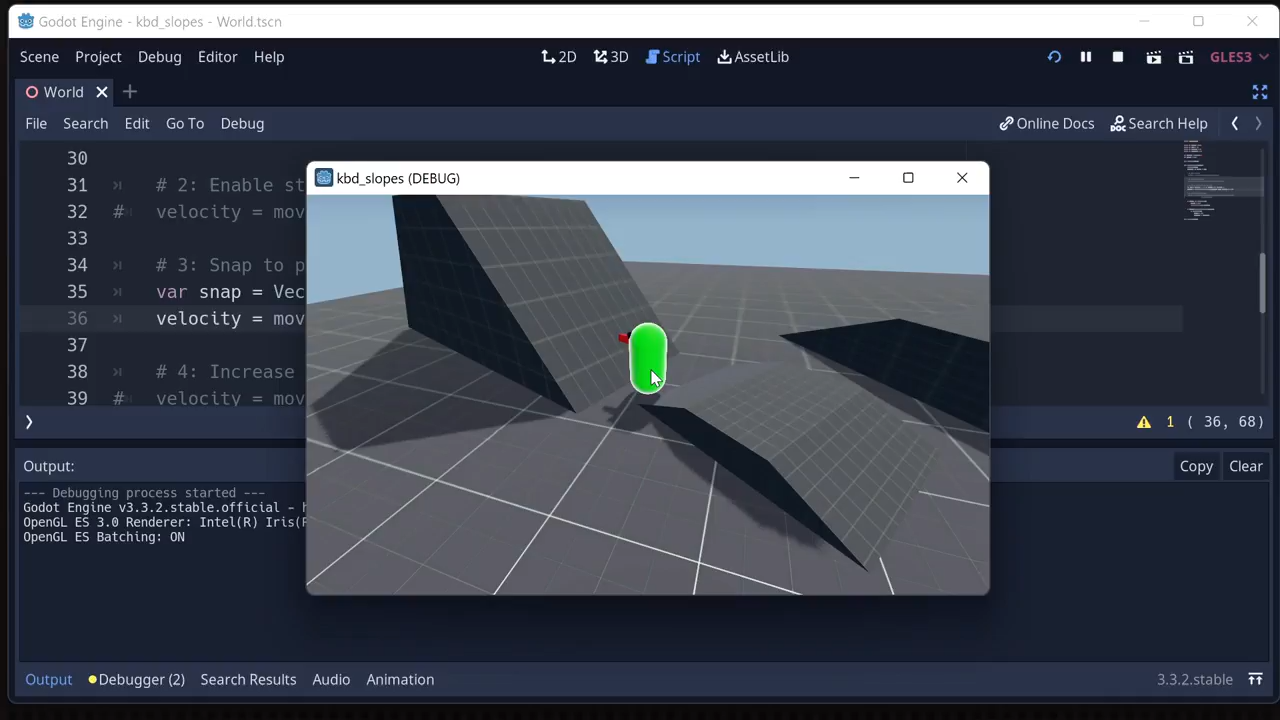 Godot Engine - kbd_slopes - World.tscn
Scene Project Debug Editor Help 2D 3D Script AssetLib GLES3
World
File Search Edit Go To Debug Online Docs Search Help
30
31 # 2: Enable st
32 # velocity = mov
33
34 # 3: Snap to p
35 var snap = Vec
36 velocity = mov
37
38 # 4: Increase
39 # velocity = mov
1 ( 36, 68)
kbd_slopes (DEBUG)
Output: Copy Clear
--- Debugging process started ---
Godot Engine v3.3.2.stable.official - h
OpenGL ES 3.0 Renderer: Intel(R) Iris(R
OpenGL ES Batching: ON
Output Debugger (2) Search Results Audio Animation 3.3.2.stable